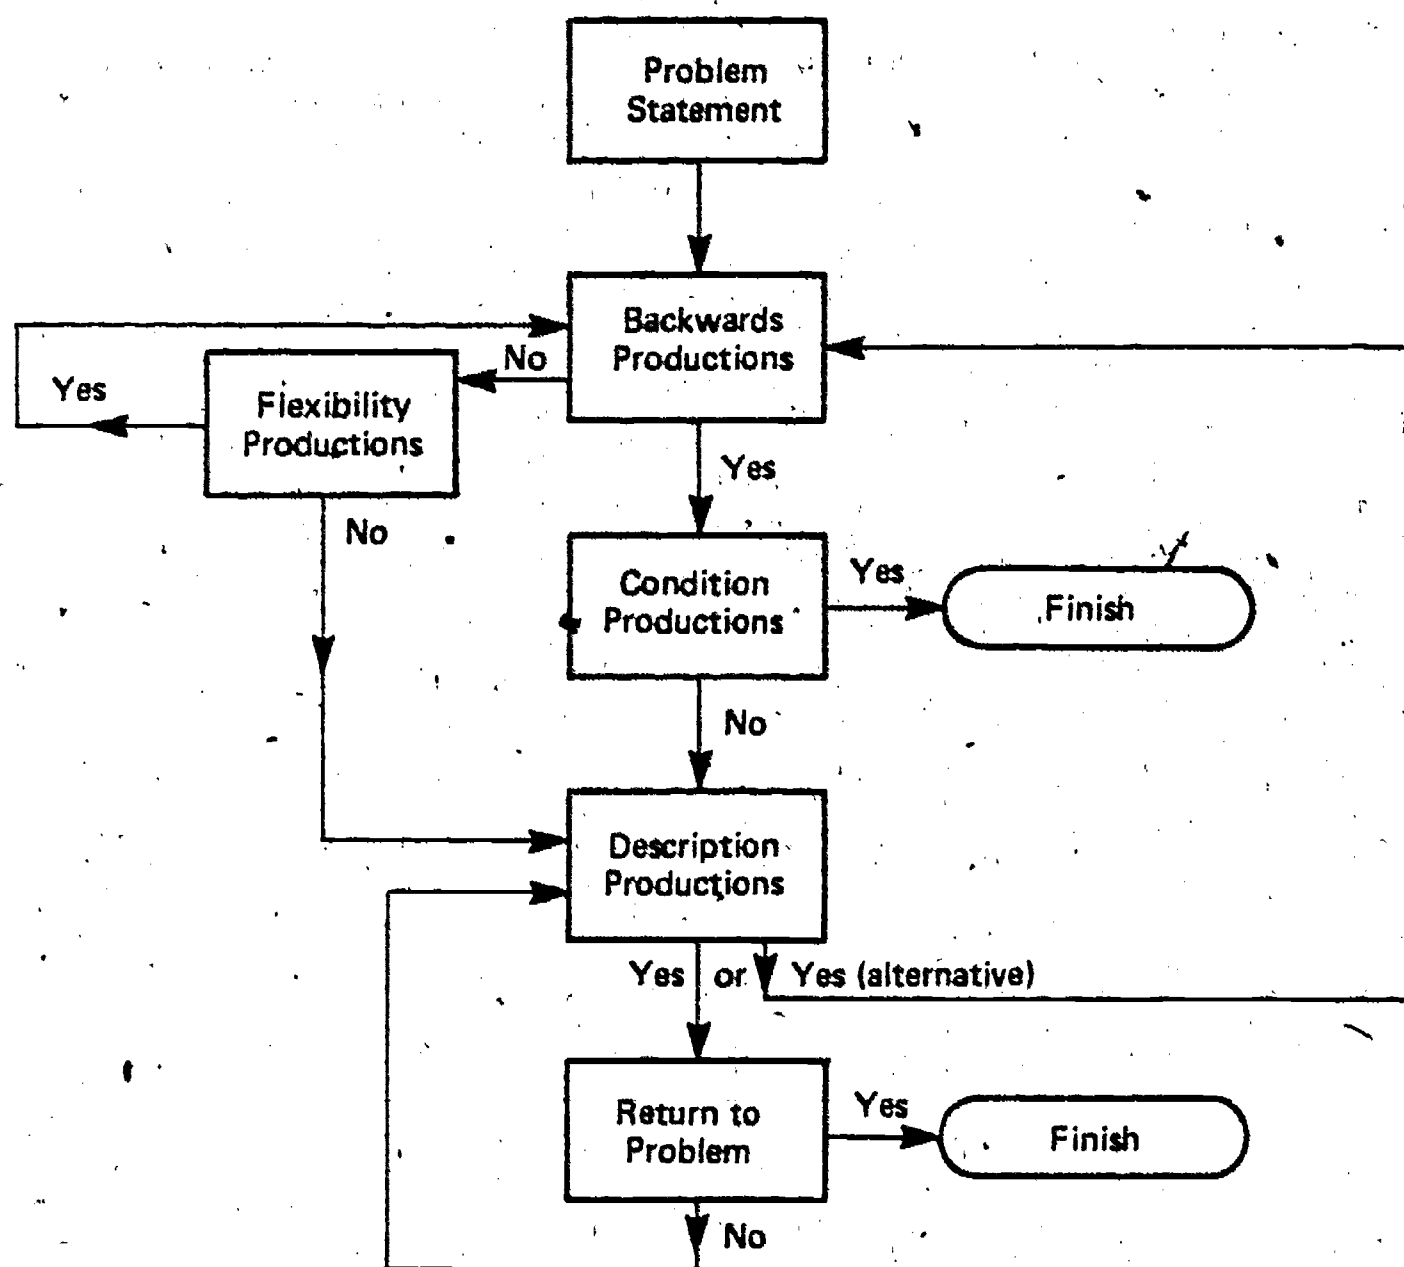 Problem
Statement
Backwards
Productions
No
Yes
Flexibility
Productions
Yes
No
Condition
Productions
Yes
Finish
No
Description
Productions
Yes or Yes (alternative)
Return to
Problem
Yes
Finish
No